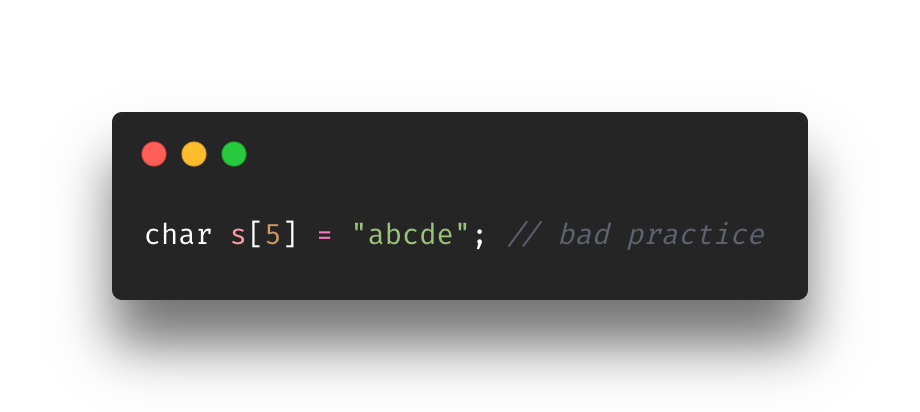 char s[5] = "abcde"; // bad practice